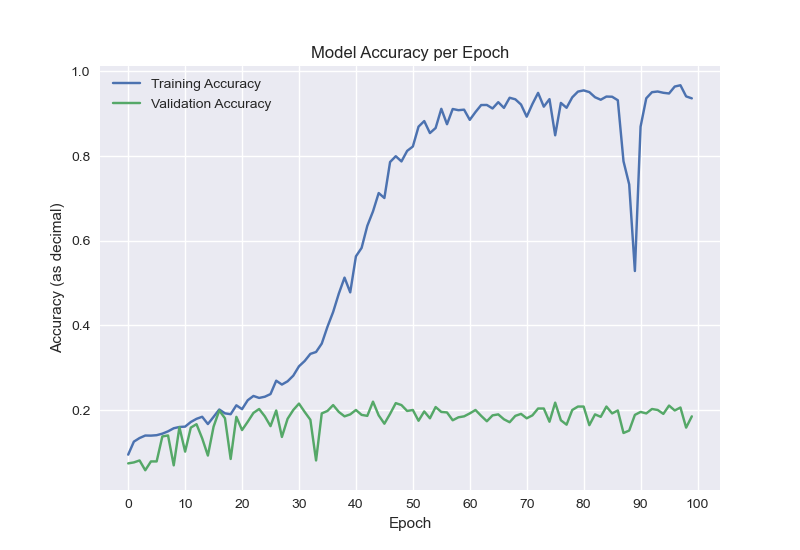 Model Accuracy per Epoch
Training Accuracy
Validation Accuracy
1.0
0.8
0.6
0.4
0.2
Accuracy (as decimal)
0 10 20 30 40 50 60 70 80 90 100
Epoch